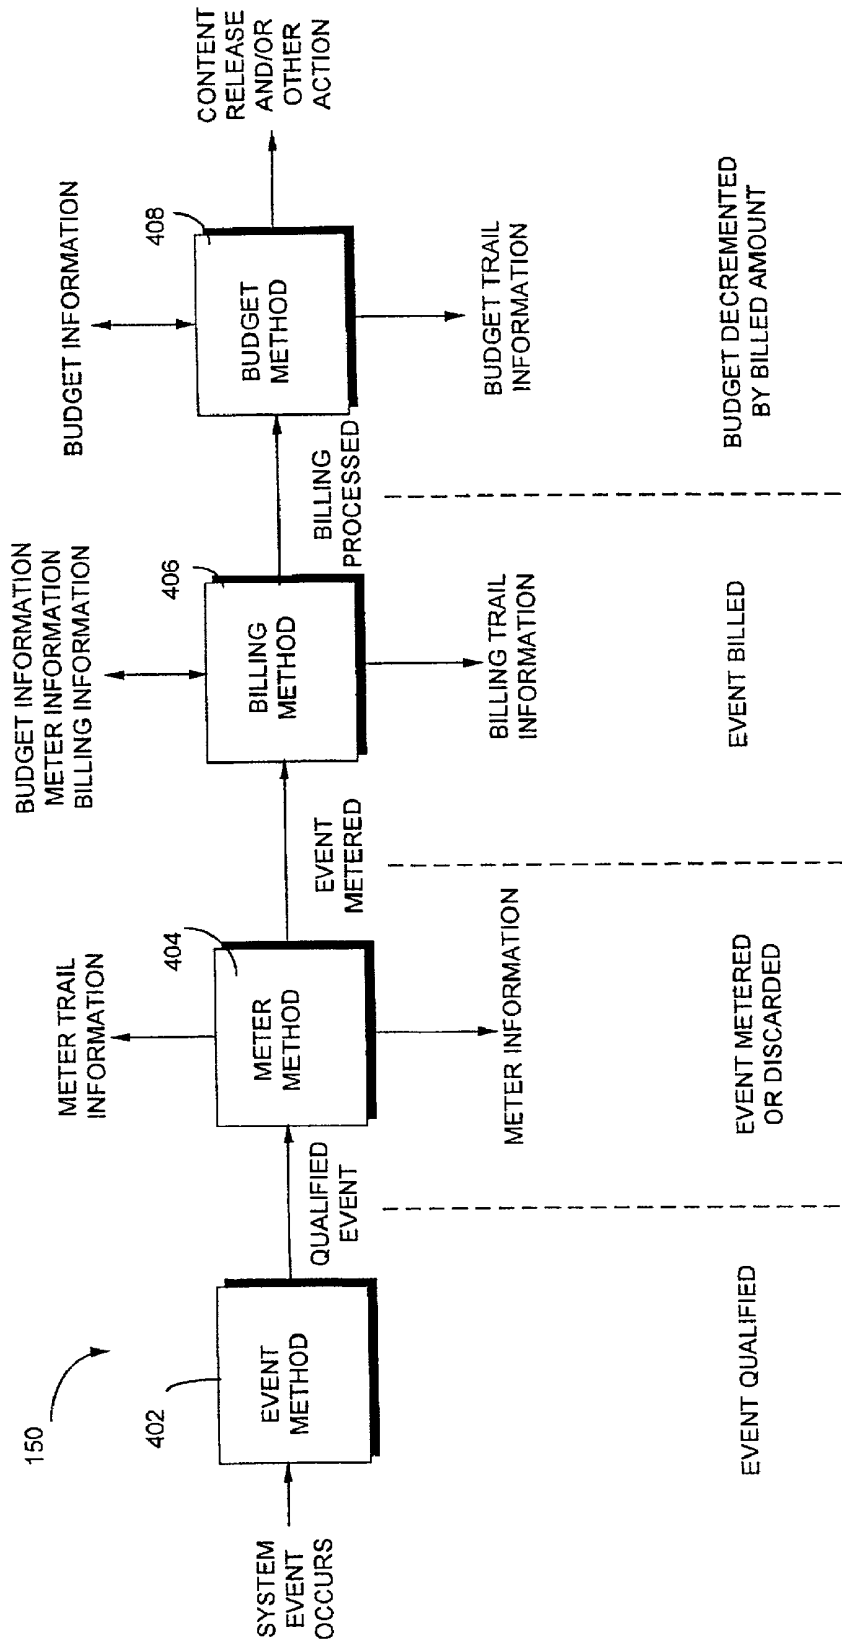 150
SYSTEM
EVENT
OCCURS
402
EVENT
METHOD
QUALIFIED
EVENT
METER TRAIL
INFORMATION
404
METER
METHOD
METER INFORMATION
EVENT
METERED
BUDGET INFORMATION
METER INFORMATION
BILLING INFORMATION
406
BILLING
METHOD
BILLING TRAIL
INFORMATION
BILLING
PROCESSED
BUDGET INFORMATION
408
BUDGET
METHOD
BUDGET TRAIL
INFORMATION
CONTENT
RELEASE
AND/OR
OTHER
ACTION
EVENT QUALIFIED
EVENT METERED
OR DISCARDED
EVENT BILLED
BUDGET DECREMENTED
BY BILLED AMOUNT